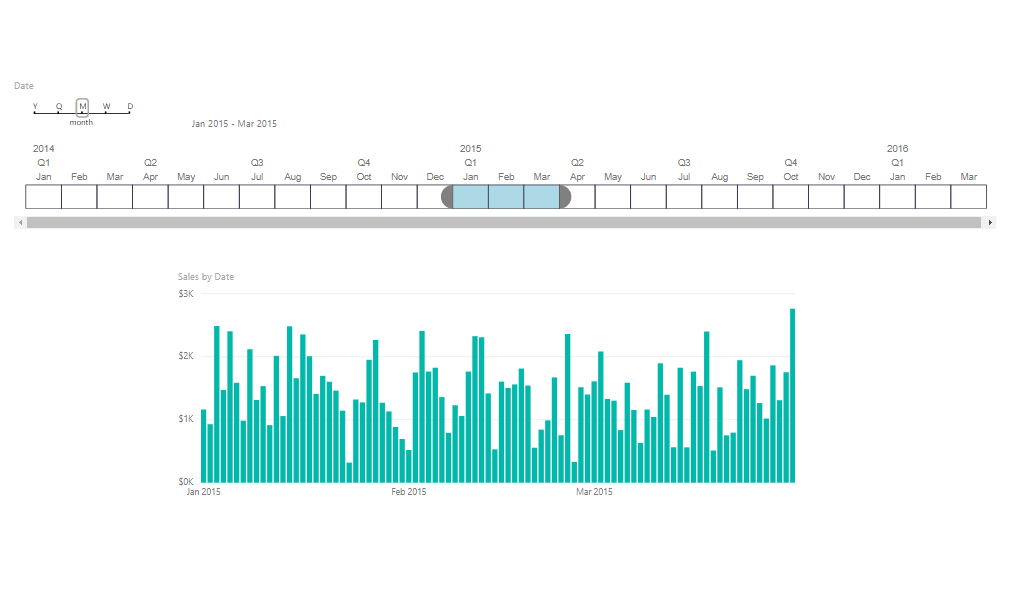 Date
Y Q M W D
month
Jan 2015 - Mar 2015
2014 2015 2016
Q1 Q2 Q3 Q4 Q1 Q2 Q3 Q4 Q1
Jan Feb Mar Apr May Jun Jul Aug Sep Oct Nov Dec Jan Feb Mar Apr May Jun Jul Aug Sep Oct Nov Dec Jan Feb Mar
Sales by Date
$3K
$2K
$1K
$0K
Jan 2015 Feb 2015 Mar 2015